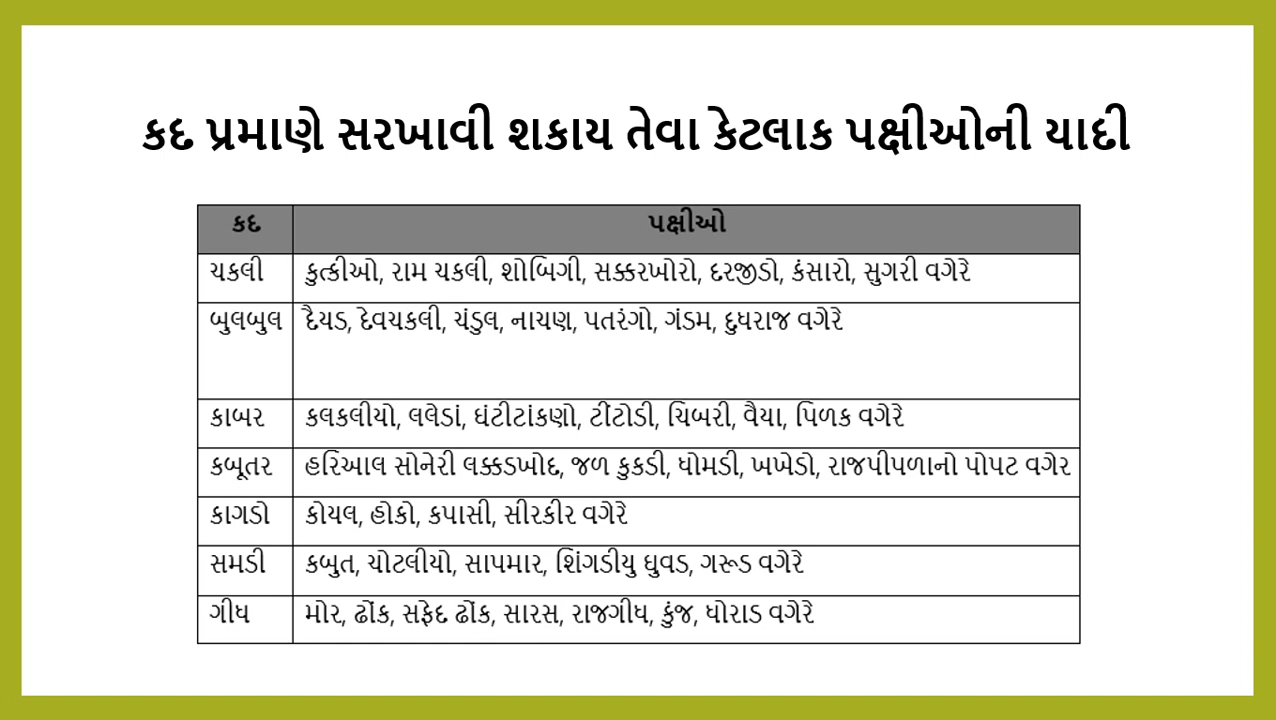 કદ પ્રમાણે સરખાવી શકાય તેવા કેટલાક પક્ષીઓની યાદી
કદ પક્ષીઓ
ચકલી કુત્કીઓ, રામ ચકલી, શોબિગી, સક્કરખોરો, દરજીડો, કંસારો, સુગરી વગેરે
બુલબુલ દૈયડ, દેવચકલી, ચંડુલ, નાચણ, પતરંગો, ગંડમ, દુધરાજ વગેરે
કાબર કલકલીયો, લલેડાં, ઘંટીટાંકણો, ટીંટોડી, ચિબરી, વૈયા, પિળક વગેરે
કબૂતર હરિઆલ સોનેરી લક્કડખોદ, જળ કુકડી, ધોમડી, ખખેડો, રાજપીપળાનો પોપટ વગેર
કાગડો કોયલ, હોકો, કપાસી, સીરકીર વગેરે
સમડી કબુત, ચોટલીયો, સાપમાર, શિંગડીયુ ઘુવડ, ગરૂડ વગેરે
ગીધ મોર, ઢોંક, સફેદ ઢોંક, સારસ, રાજગીધ, કુંજ, ધોરાડ વગેરે